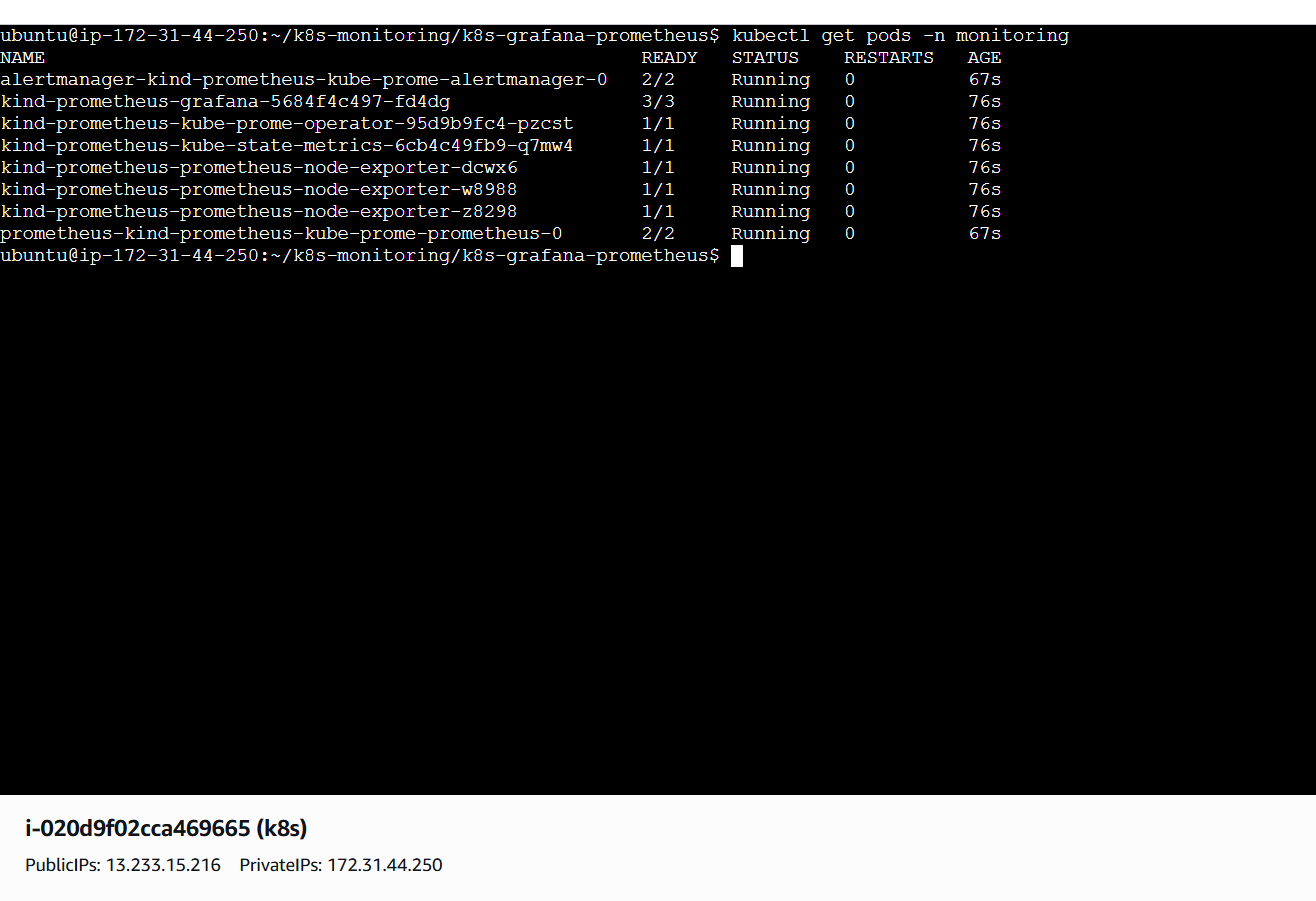 ubuntu@ip-172-31-44-250:~/k8s-monitoring/k8s-grafana-prometheus$ kubectl get pods -n monitoring
NAME READY STATUS RESTARTS AGE
alertmanager-kind-prometheus-kube-prome-alertmanager-0 2/2 Running 0 67s
kind-prometheus-grafana-5684f4c497-fd4dg 3/3 Running 0 76s
kind-prometheus-kube-prome-operator-95d9b9fc4-pzcst 1/1 Running 0 76s
kind-prometheus-kube-state-metrics-6cb4c49fb9-q7mw4 1/1 Running 0 76s
kind-prometheus-prometheus-node-exporter-dcwx6 1/1 Running 0 76s
kind-prometheus-prometheus-node-exporter-w8988 1/1 Running 0 76s
kind-prometheus-prometheus-node-exporter-z8298 1/1 Running 0 76s
prometheus-kind-prometheus-kube-prome-prometheus-0 2/2 Running 0 67s
ubuntu@ip-172-31-44-250:~/k8s-monitoring/k8s-grafana-prometheus$
i-020d9f02cca469665 (k8s)
PublicIPs: 13.233.15.216 PrivateIPs: 172.31.44.250